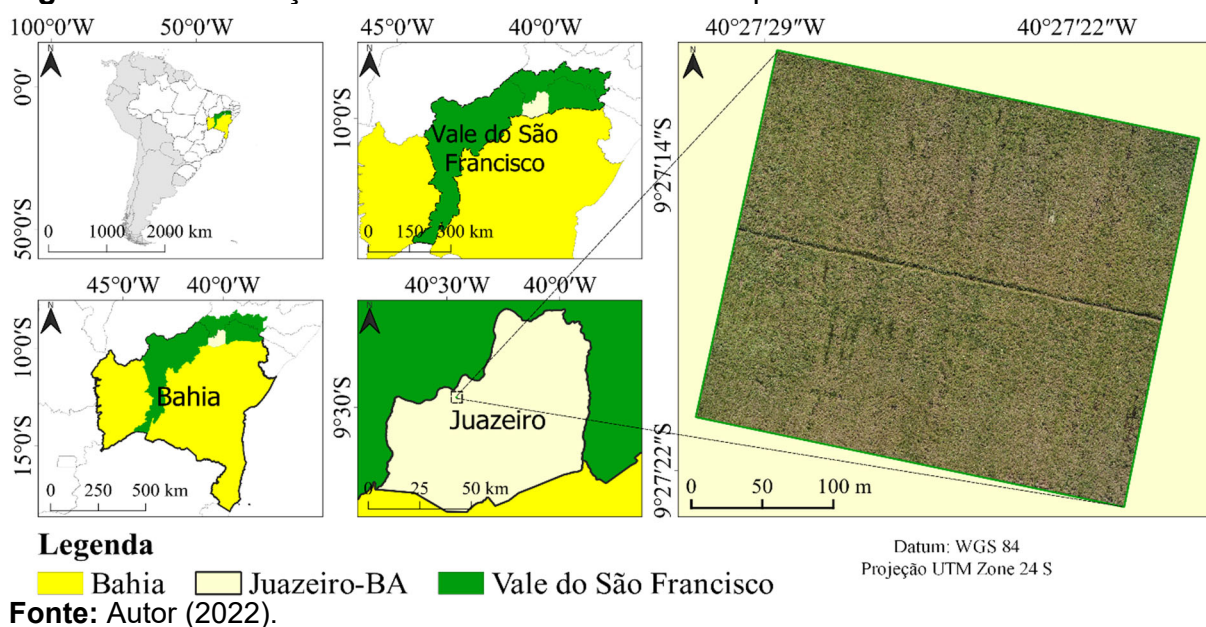 100°0'W 50°0'W
45°0'W 40°0'W
40°27'29"W 40°27'22"W
N
0°0'
50°0'S
0 1000 2000 km
N
10°0'S
Vale do São
Francisco
0 150 300 km
N
9°27'14"S
9°27'22"S
0 50 100 m
45°0'W 40°0'W
N
10°0'S
15°0'S
Bahia
0 250 500 km
40°30'W 40°0'W
N
9°30'S
Juazeiro
0 25 50 km
Legenda
Bahia Juazeiro-BA Vale do São Francisco
Datum: WGS 84
Projeção UTM Zone 24 S
Fonte: Autor (2022).